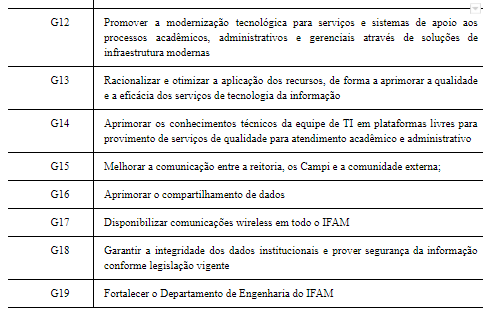 G12 Promover a modernização tecnológica para serviços e sistemas de apoio aos
processos acadêmicos, administrativos e gerenciais através de soluções de
infraestrutura modernas
G13 Racionalizar e otimizar a aplicação dos recursos, de forma a aprimorar a qualidade
e a eficácia dos serviços de tecnologia da informação
G14 Aprimorar os conhecimentos técnicos da equipe de TI em plataformas livres para
provimento de serviços de qualidade para atendimento acadêmico e administrativo
G15 Melhorar a comunicação entre a reitoria, os Campi e a comunidade externa;
G16 Aprimorar o compartilhamento de dados
G17 Disponibilizar comunicações wireless em todo o IFAM
G18 Garantir a integridade dos dados institucionais e prover segurança da informação
conforme legislação vigente
G19 Fortalecer o Departamento de Engenharia do IFAM